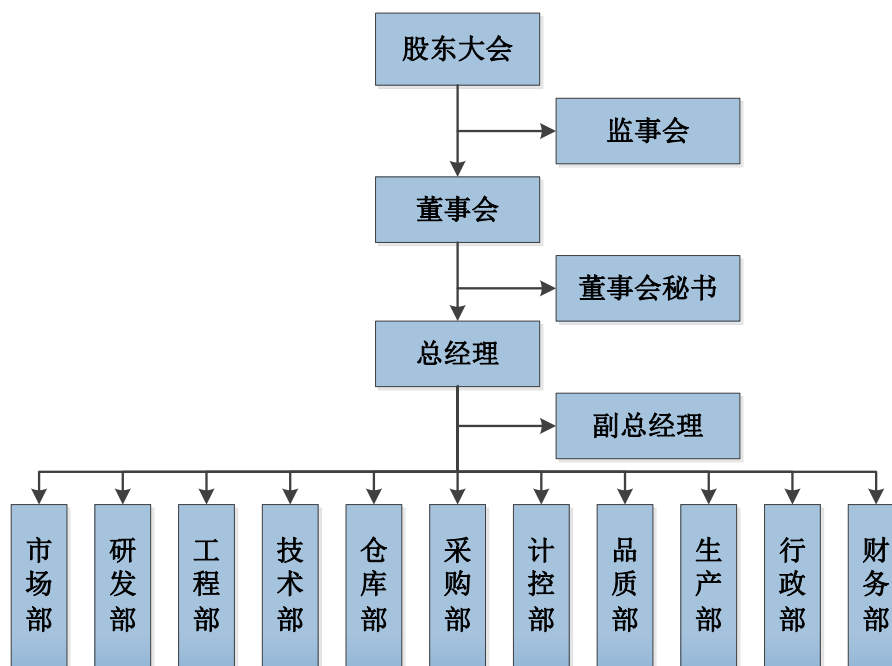 股东大会
监事会
董事会
董事会秘书
总经理
副总经理
市场部
研发部
工程部
技术部
仓库部
采购部
计控部
品质部
生产部
行政部
财务部